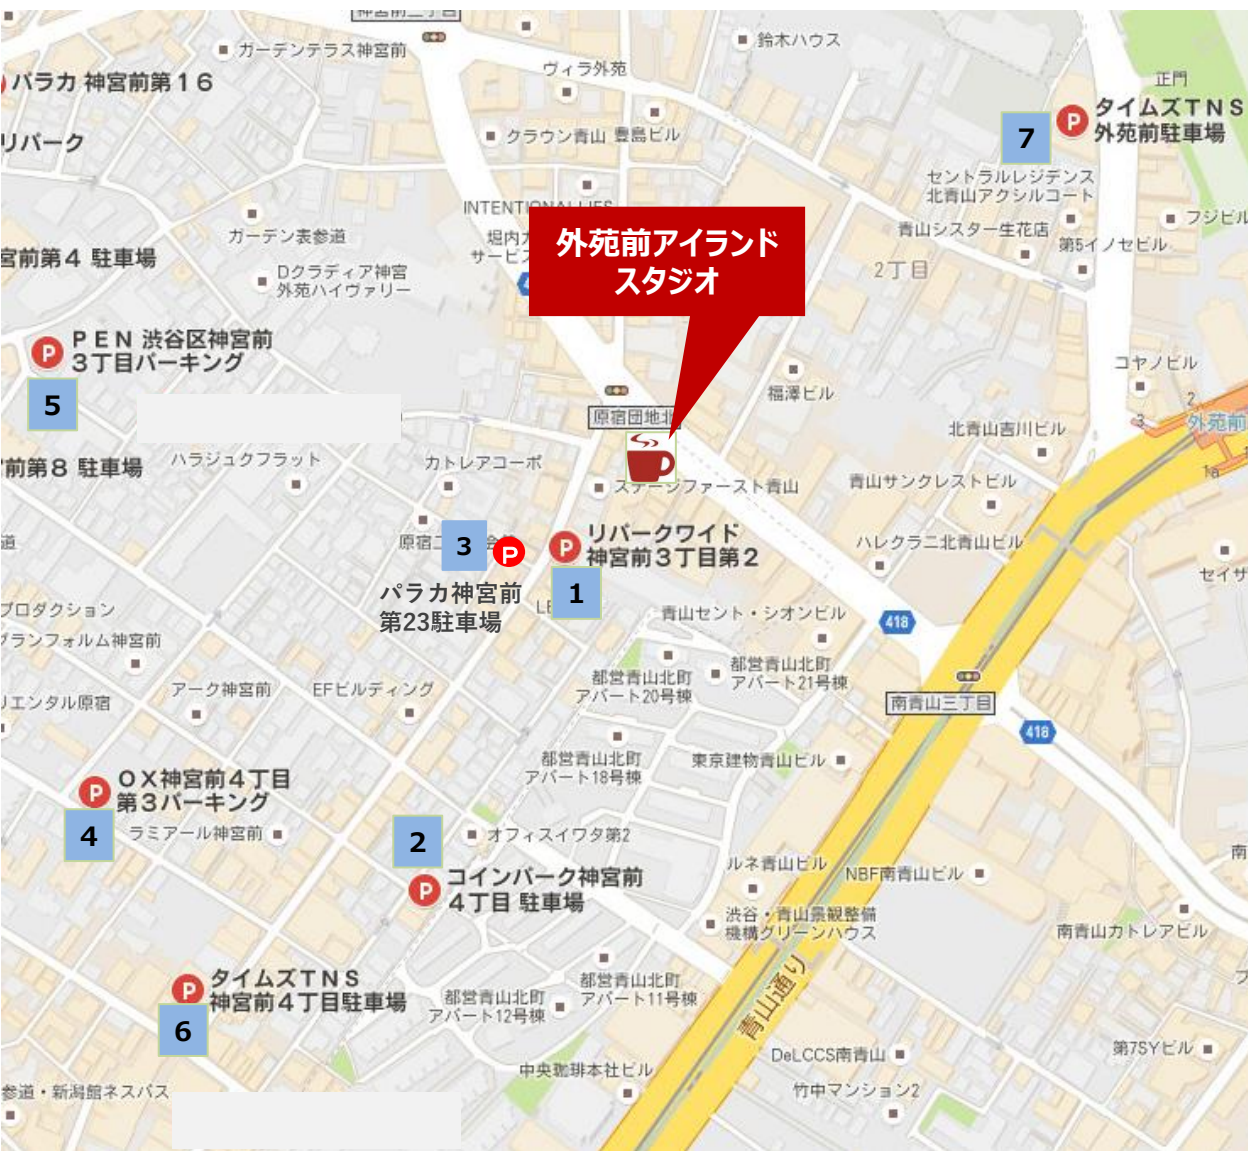 神宮前三丁目
ガーデンテラス神宮前
鈴木ハウス
ヴィラ外苑
正門
パラカ 神宮前第16
タイムズTNS
外苑前駐車場
7
クラウン青山
豊島ビル
リパーク
セントラルレジデンス
北青山アクシルコート
INTENTIONALLIES
フジビル
ガーデン表参道
堀内
サービス
外苑前アイランド
スタジオ
青山シスター生花店
第5イノセビル
宮前第4 駐車場
Dクラディア神宮
外苑ハイヴァリー
2丁目
PEN 渋谷区神宮前
3丁目パーキング
5
コヤノビル
福澤ビル
2
3
原宿団地北
外苑前
北青山吉川ビル
前第8 駐車場
ハラジュクフラット
カトレアコーポ
1a
ステージファースト青山
青山サンクレストビル
道
原宿二
3
会
P
リパークワイド
神宮前3丁目第2
1
ハレクラニ北青山ビル
セイザ
パラカ神宮前
第23駐車場
LE
プロダクション
青山セント・シオンビル
418
グランフォルム神宮前
都営青山北町
アパート20号棟
都営青山北町
アパート21号棟
リエンタル原宿
アーク神宮前
EFビルディング
南青山三丁目
418
都営青山北町
アパート18号棟
東京建物青山ビル
OX神宮前4丁目
第3パーキング
4
ラミアール神宮前
2
オフィスイワタ第2
コインパーク神宮前
4丁目 駐車場
ルネ青山ビル
NBF南青山ビル
南
渋谷・青山景観整備
機構グリーンハウス
南青山カトレアビル
タイムズTNS
神宮前4丁目駐車場
6
都営青山北町
アパート12号棟
都営青山北町
アパート11号棟
青山通り
フ
中央珈琲本社ビル
DeLCCS南青山
第7SYビル
竹中マンション2
参道・新潟館ネスパス